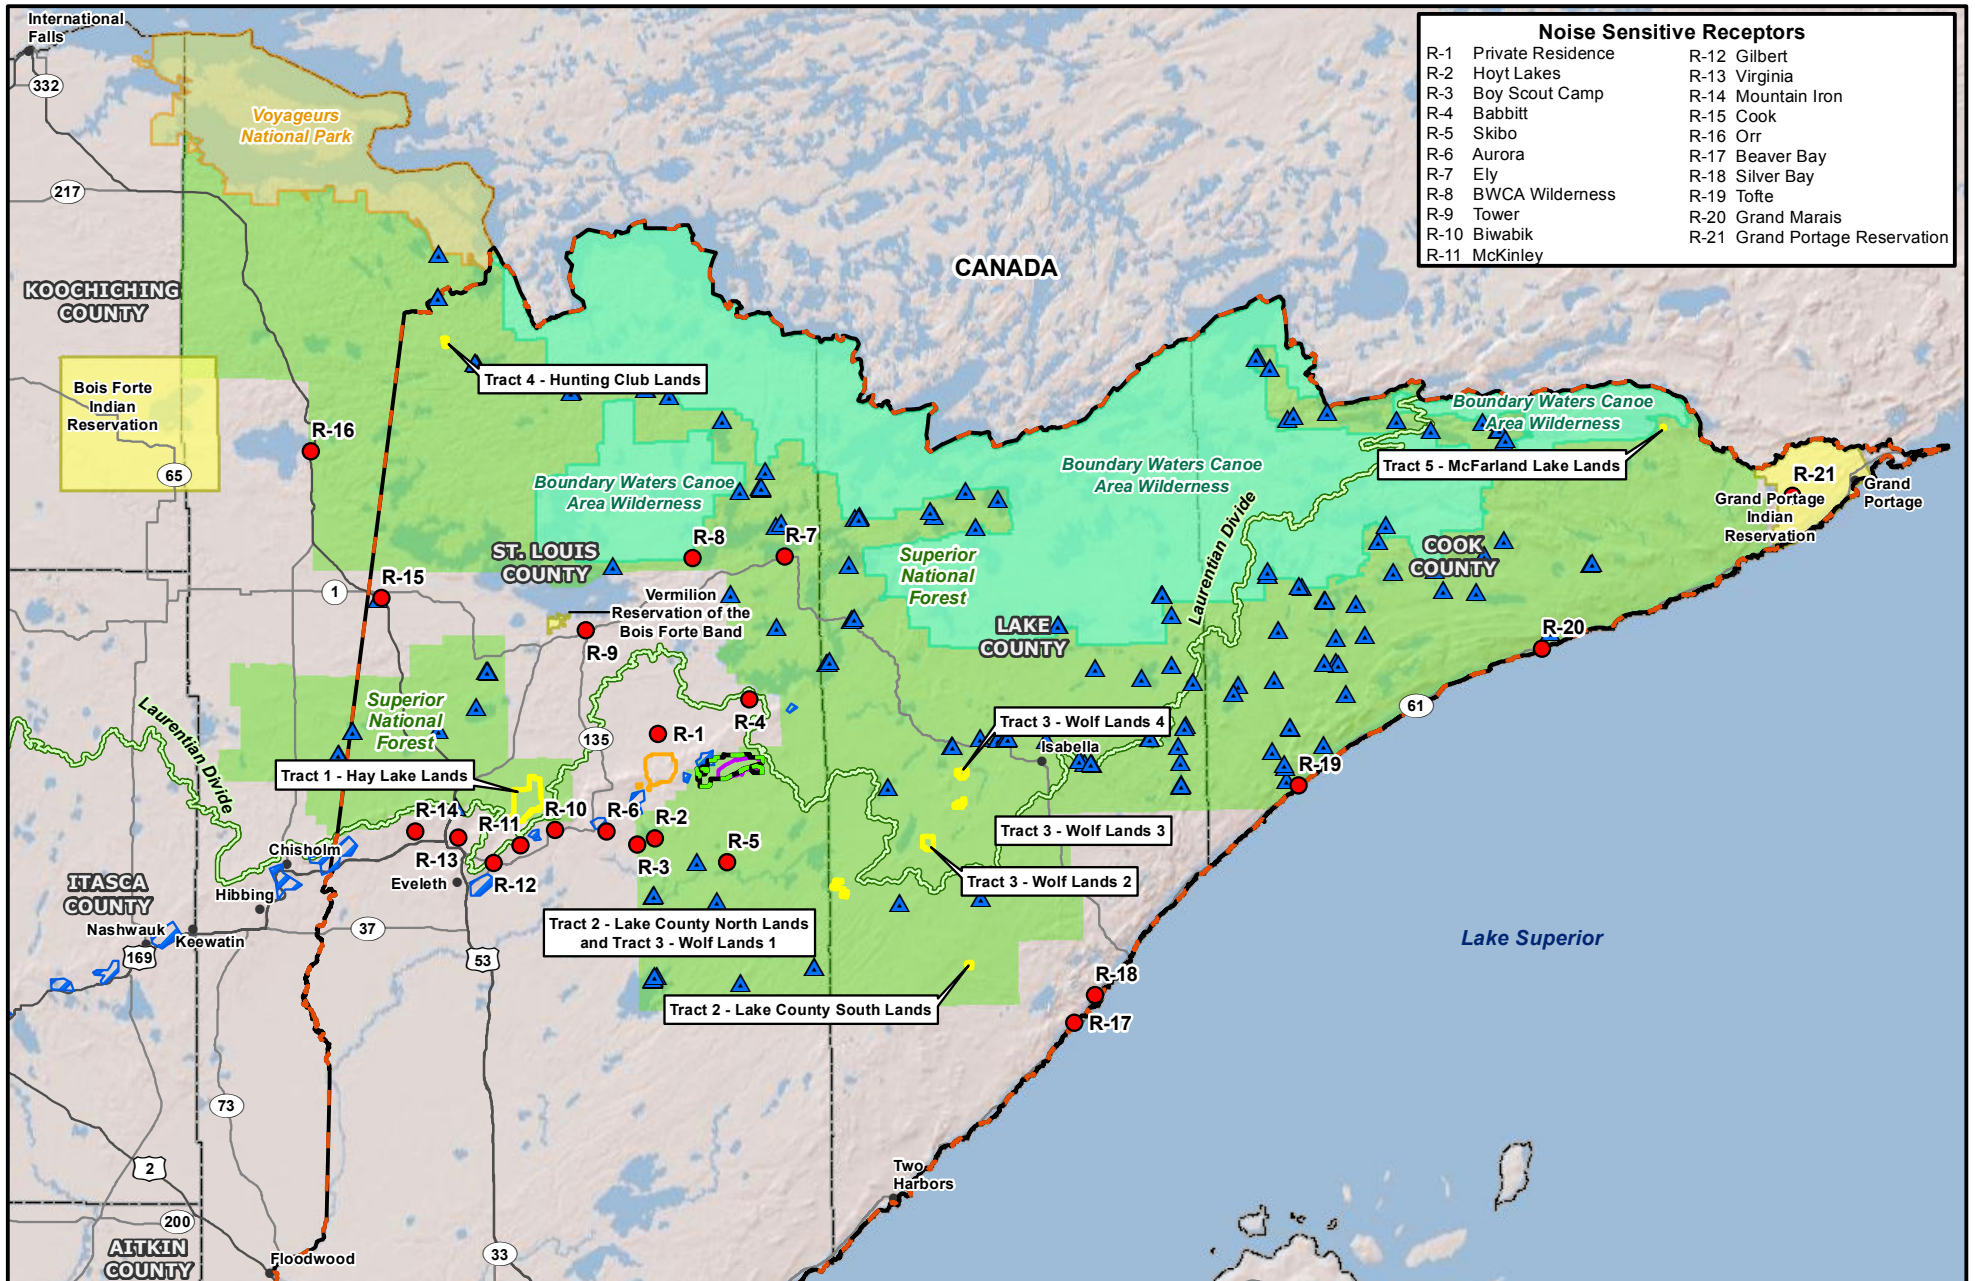 International
Falls
332
Voyageurs
National Park
217
KOOCHICHING
COUNTY
CANADA
Noise Sensitive Receptors
R-1 Private Residence
R-2 Hoyt Lakes
R-3 Boy Scout Camp
R-4 Babbitt
R-5 Skibo
R-6 Aurora
R-7 Ely
R-8 BWCA Wilderness
R-9 Tower
R-10 Biwabik
R-11 McKinley
R-12 Gilbert
R-13 Virginia
R-14 Mountain Iron
R-15 Cook
R-16 Orr
R-17 Beaver Bay
R-18 Silver Bay
R-19 Tofte
R-20 Grand Marais
R-21 Grand Portage Reservation
Bois Forte
Indian
Reservation
65
R-16
Tract 4 - Hunting Club Lands
Boundary Waters Canoe
Area Wilderness
Boundary Waters Canoe
Area Wilderness
Boundary Waters Canoe
Area Wilderness
Tract 5 - McFarland Lake Lands
R-21
Grand Portage
Indian
Reservation
Grand
Portage
Laurentian Divide
ST. LOUIS
COUNTY
R-8
R-7
Superior
National
Forest
COOK
COUNTY
1
R-15
Vermilion
Reservation of the
Bois Forte Band
R-9
LAKE
COUNTY
R-20
Laurentian Divide
Superior
National
Forest
135
R-1
R-4
Tract 3 - Wolf Lands 4
Isabella
61
R-19
Tract 1 - Hay Lake Lands
R-14
R-13
R-11
R-10
R-6
R-2
R-3
R-5
R-12
Tract 3 - Wolf Lands 3
Tract 3 - Wolf Lands 2
Chisholm
Hibbing
Eveleth
ITASCA
COUNTY
Nashwauk
Keewatin
169
37
53
Tract 2 - Lake County North Lands
and Tract 3 - Wolf Lands 1
Tract 2 - Lake County South Lands
Lake Superior
R-18
R-17
73
2
200
AITKIN
COUNTY
Floodwood
33
Two
Harbors